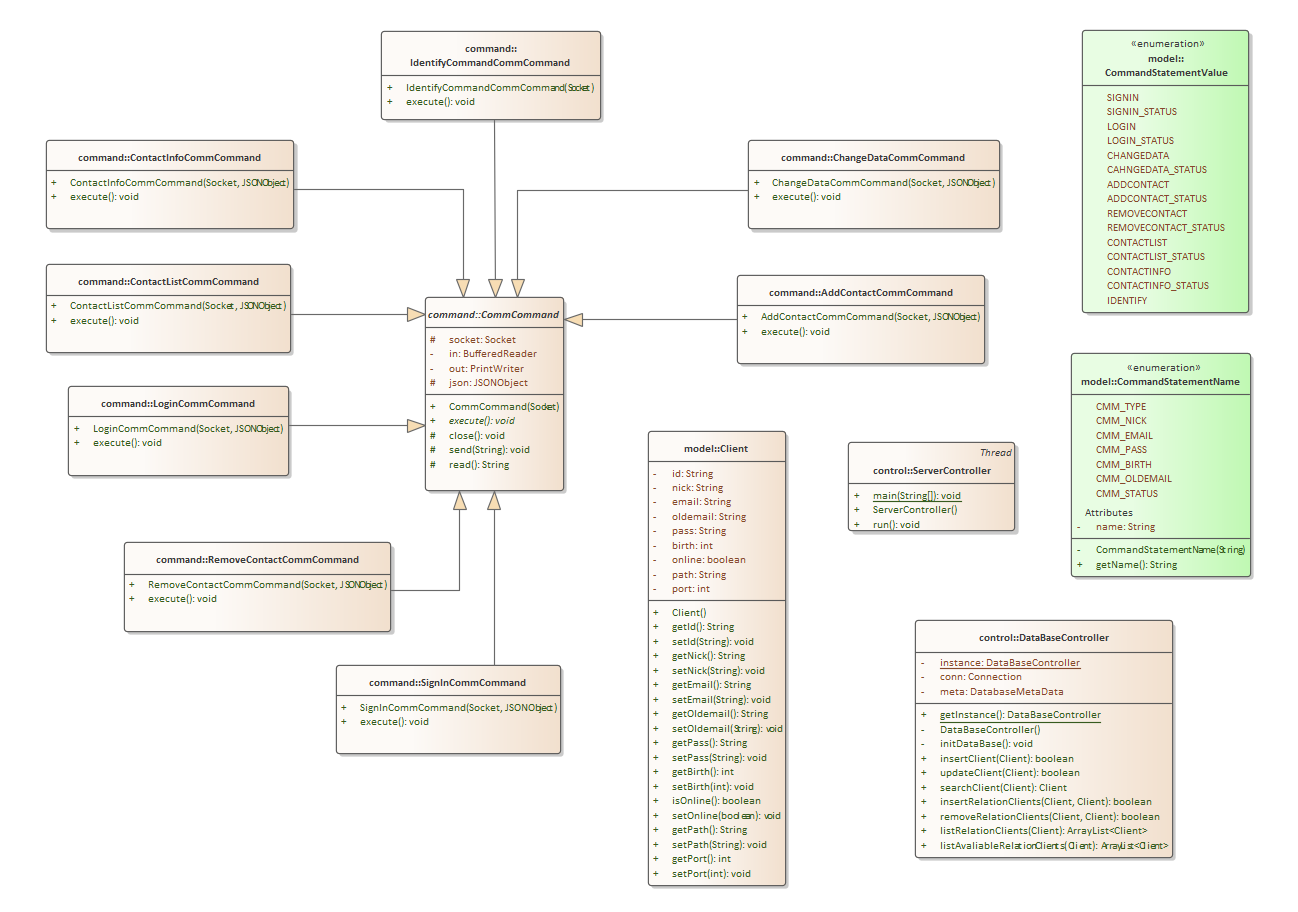 command::
IdentifyCommandCommCommand
+ IdentifyCommandCommCommand(Socket)
+ execute(): void
command::ContactInfoCommCommand
+ ContactInfoCommCommand(Socket, JSONObject)
+ execute(): void
command::ChangeDataCommCommand
+ ChangeDataCommCommand(Socket, JSONObject)
+ execute(): void
command::ContactListCommCommand
+ ContactListCommCommand(Socket, JSONObject)
+ execute(): void
command::CommCommand
# socket: Socket
- in: BufferedReader
- out: PrintWriter
# json: JSONObject
+ CommCommand(Socket)
+ execute(): void
# close(): void
# send(String): void
# read(): String
command::AddContactCommCommand
+ AddContactCommCommand(Socket, JSONObject)
+ execute(): void
command::LoginCommCommand
+ LoginCommCommand(Socket, JSONObject)
+ execute(): void
command::RemoveContactCommCommand
+ RemoveContactCommCommand(Socket, JSONObject)
+ execute(): void
command::SignInCommCommand
+ SignInCommCommand(Socket, JSONObject)
+ execute(): void
model::Client
- id: String
- nick: String
- email: String
- oldemail: String
- pass: String
- birth: int
- online: boolean
- path: String
- port: int
+ Client()
+ getId(): String
+ setId(String): void
+ getNick(): String
+ setNick(String): void
+ getEmail(): String
+ setEmail(String): void
+ getOldemail(): String
+ setOldemail(String): void
+ getPass(): String
+ setPass(String): void
+ getBirth(): int
+ setBirth(int): void
+ isOnline(): boolean
+ setOnline(boolean): void
+ getPath(): String
+ setPath(String): void
+ getPort(): int
+ setPort(int): void
Thread
control::ServerController
+ main(String[]): void
+ ServerController()
+ run(): void
«enumeration»
model::
CommandStatementValue
SIGNIN
SIGNIN_STATUS
LOGIN
LOGIN_STATUS
CHANGEDATA
CAHNGEDATA_STATUS
ADDCONTACT
ADDCONTACT_STATUS
REMOVECONTACT
REMOVECONTACT_STATUS
CONTACTLIST
CONTACTLIST_STATUS
CONTACTINFO
CONTACTINFO_STATUS
IDENTIFY
«enumeration»
model::CommandStatementName
CMM_TYPE
CMM_NICK
CMM_EMAIL
CMM_PASS
CMM_BIRTH
CMM_OLDEMAIL
CMM_STATUS
Attributes
- name: String
- CommandStatementName(String)
+ getName(): String
control::DataBaseController
- instance: DataBaseController
- conn: Connection
- meta: DatabaseMetaData
+ getInstance(): DataBaseController
- DataBaseController()
- initDataBase(): void
+ insertClient(Client): boolean
+ updateClient(Client): boolean
+ searchClient(Client): Client
+ insertRelationClients(Client, Client): boolean
+ removeRelationClients(Client, Client): boolean
+ listRelationClients(Client): ArrayList<Client>
+ listAvaliableRelationClients(Client): ArrayList<Client>